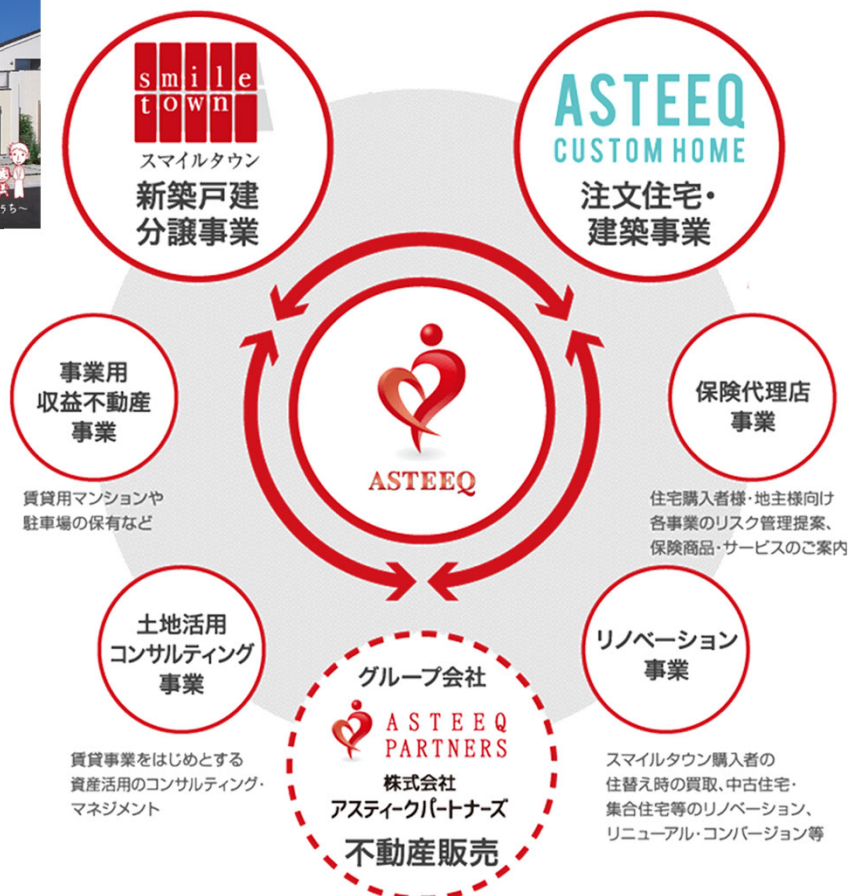 smile
town
スマイルタウン
新築戸建
分譲事業
ASTEEQ
CUSTOM HOME
注文住宅・
建築事業
事業用
収益不動産
事業
賃貸用マンションや
駐車場の保有など
ASTEEQ
保険代理店
事業
住宅購入者様・地主様向け
各事業のリスク管理提案、
保険商品・サービスのご案内
土地活用
コンサルティング
事業
賃貸事業をはじめとする
資産活用のコンサルティング・
マネジメント
グループ会社
ASTEEQ
PARTNERS
株式会社
アスティークパートナーズ
不動産販売
リノベーション
事業
スマイルタウン購入者の
住替え時の買取、中古住宅・
集合住宅等のリノベーション、
リニューアル・コンバージョン等